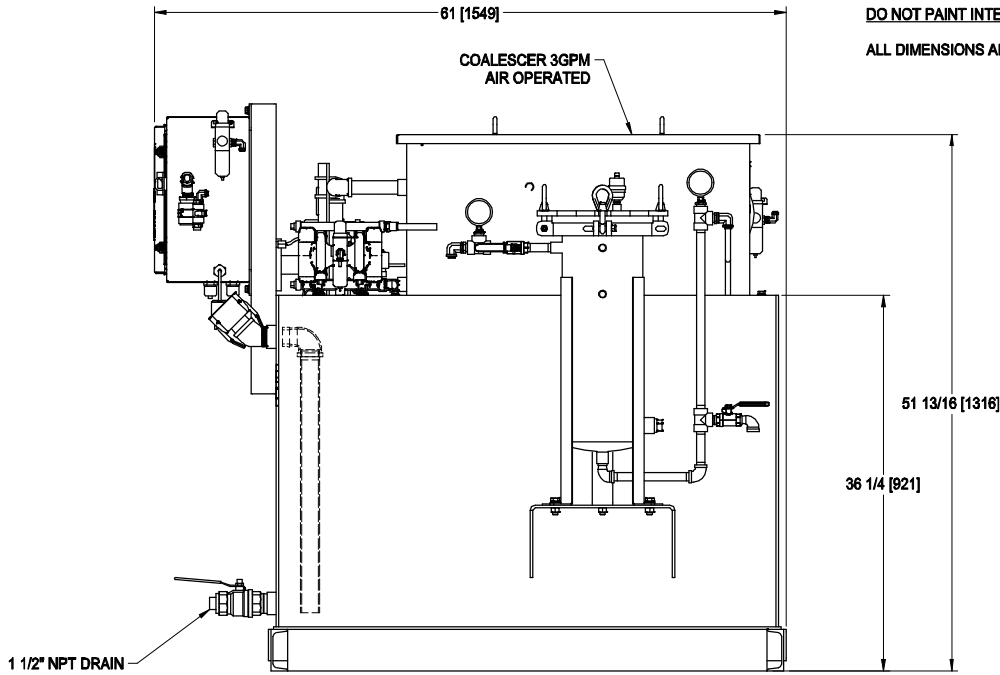 61 [1549]
DO NOT PAINT
ALL DIMENSIONS
COALESCER 3GPM
AIR OPERATED
51 13/16 [1316]
36 1/4 [921]
1 1/2" NPT DRAIN